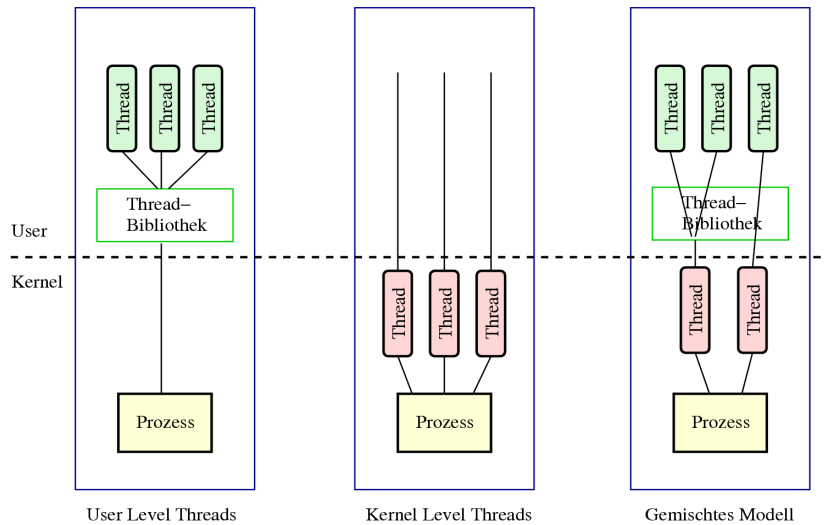 Thread
Thread
Thread
Thread–
Bibliothek
Prozess
User Level Threads
Thread
Thread
Thread
Prozess
Kernel Level Threads
Thread
Thread
Thread
Thread–
Bibliothek
Thread
Thread
Prozess
Gemischtes Modell
User
Kernel